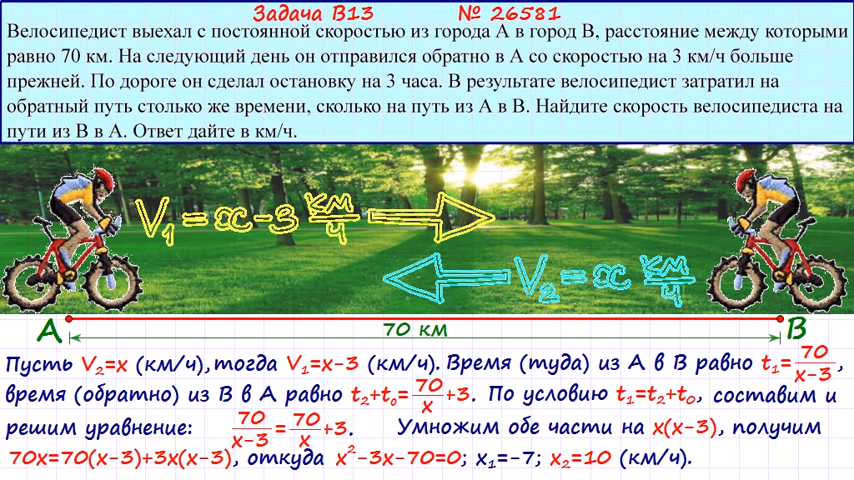 Задача В13 № 26581
Велосипедист выехал с постоянной скоростью из города А в город В, расстояние между которыми
равно 70 км. На следующий день он отправился обратно в А со скоростью на 3 км/ч больше
прежней. По дороге он сделал остановку на 3 часа. В результате велосипедист затратил на
обратный путь столько же времени, сколько на путь из А в В. Найдите скорость велосипедиста на
пути из В в А. Ответ дайте в км/ч.
V₁=x-3 км/ч
V₂=x км/ч
А 70 км В
Пусть V₂=x (км/ч), тогда V₁=x-3 (км/ч). Время (туда) из А в В равно t₁=70/x-3,
время (обратно) из В в А равно t₂+t₀=70/x+3. По условию t₁=t₂+t₀, составим и
решим уравнение: 70/x-3=70/x+3. Умножим обе части на x(x-3), получим
70x=70(x-3)+3x(x-3), откуда x²-3x-70=0; x₁=-7; x₂=10 (км/ч).